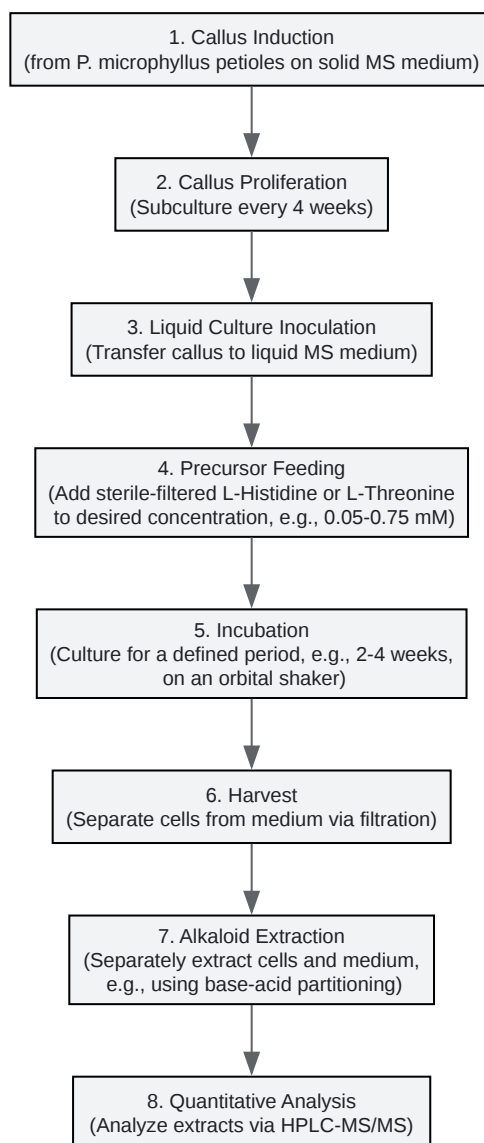 1. Callus Induction
(from P. microphyllus petioles on solid MS medium)
2. Callus Proliferation
(Subculture every 4 weeks)
3. Liquid Culture Inoculation
(Transfer callus to liquid MS medium)
4. Precursor Feeding
(Add sterile-filtered L-Histidine or L-Threonine
to desired concentration, e.g., 0.05-0.75 mM)
5. Incubation
(Culture for a defined period, e.g., 2-4 weeks,
on an orbital shaker)
6. Harvest
(Separate cells from medium via filtration)
7. Alkaloid Extraction
(Separately extract cells and medium,
e.g., using base-acid partitioning)
8. Quantitative Analysis
(Analyze extracts via HPLC-MS/MS)